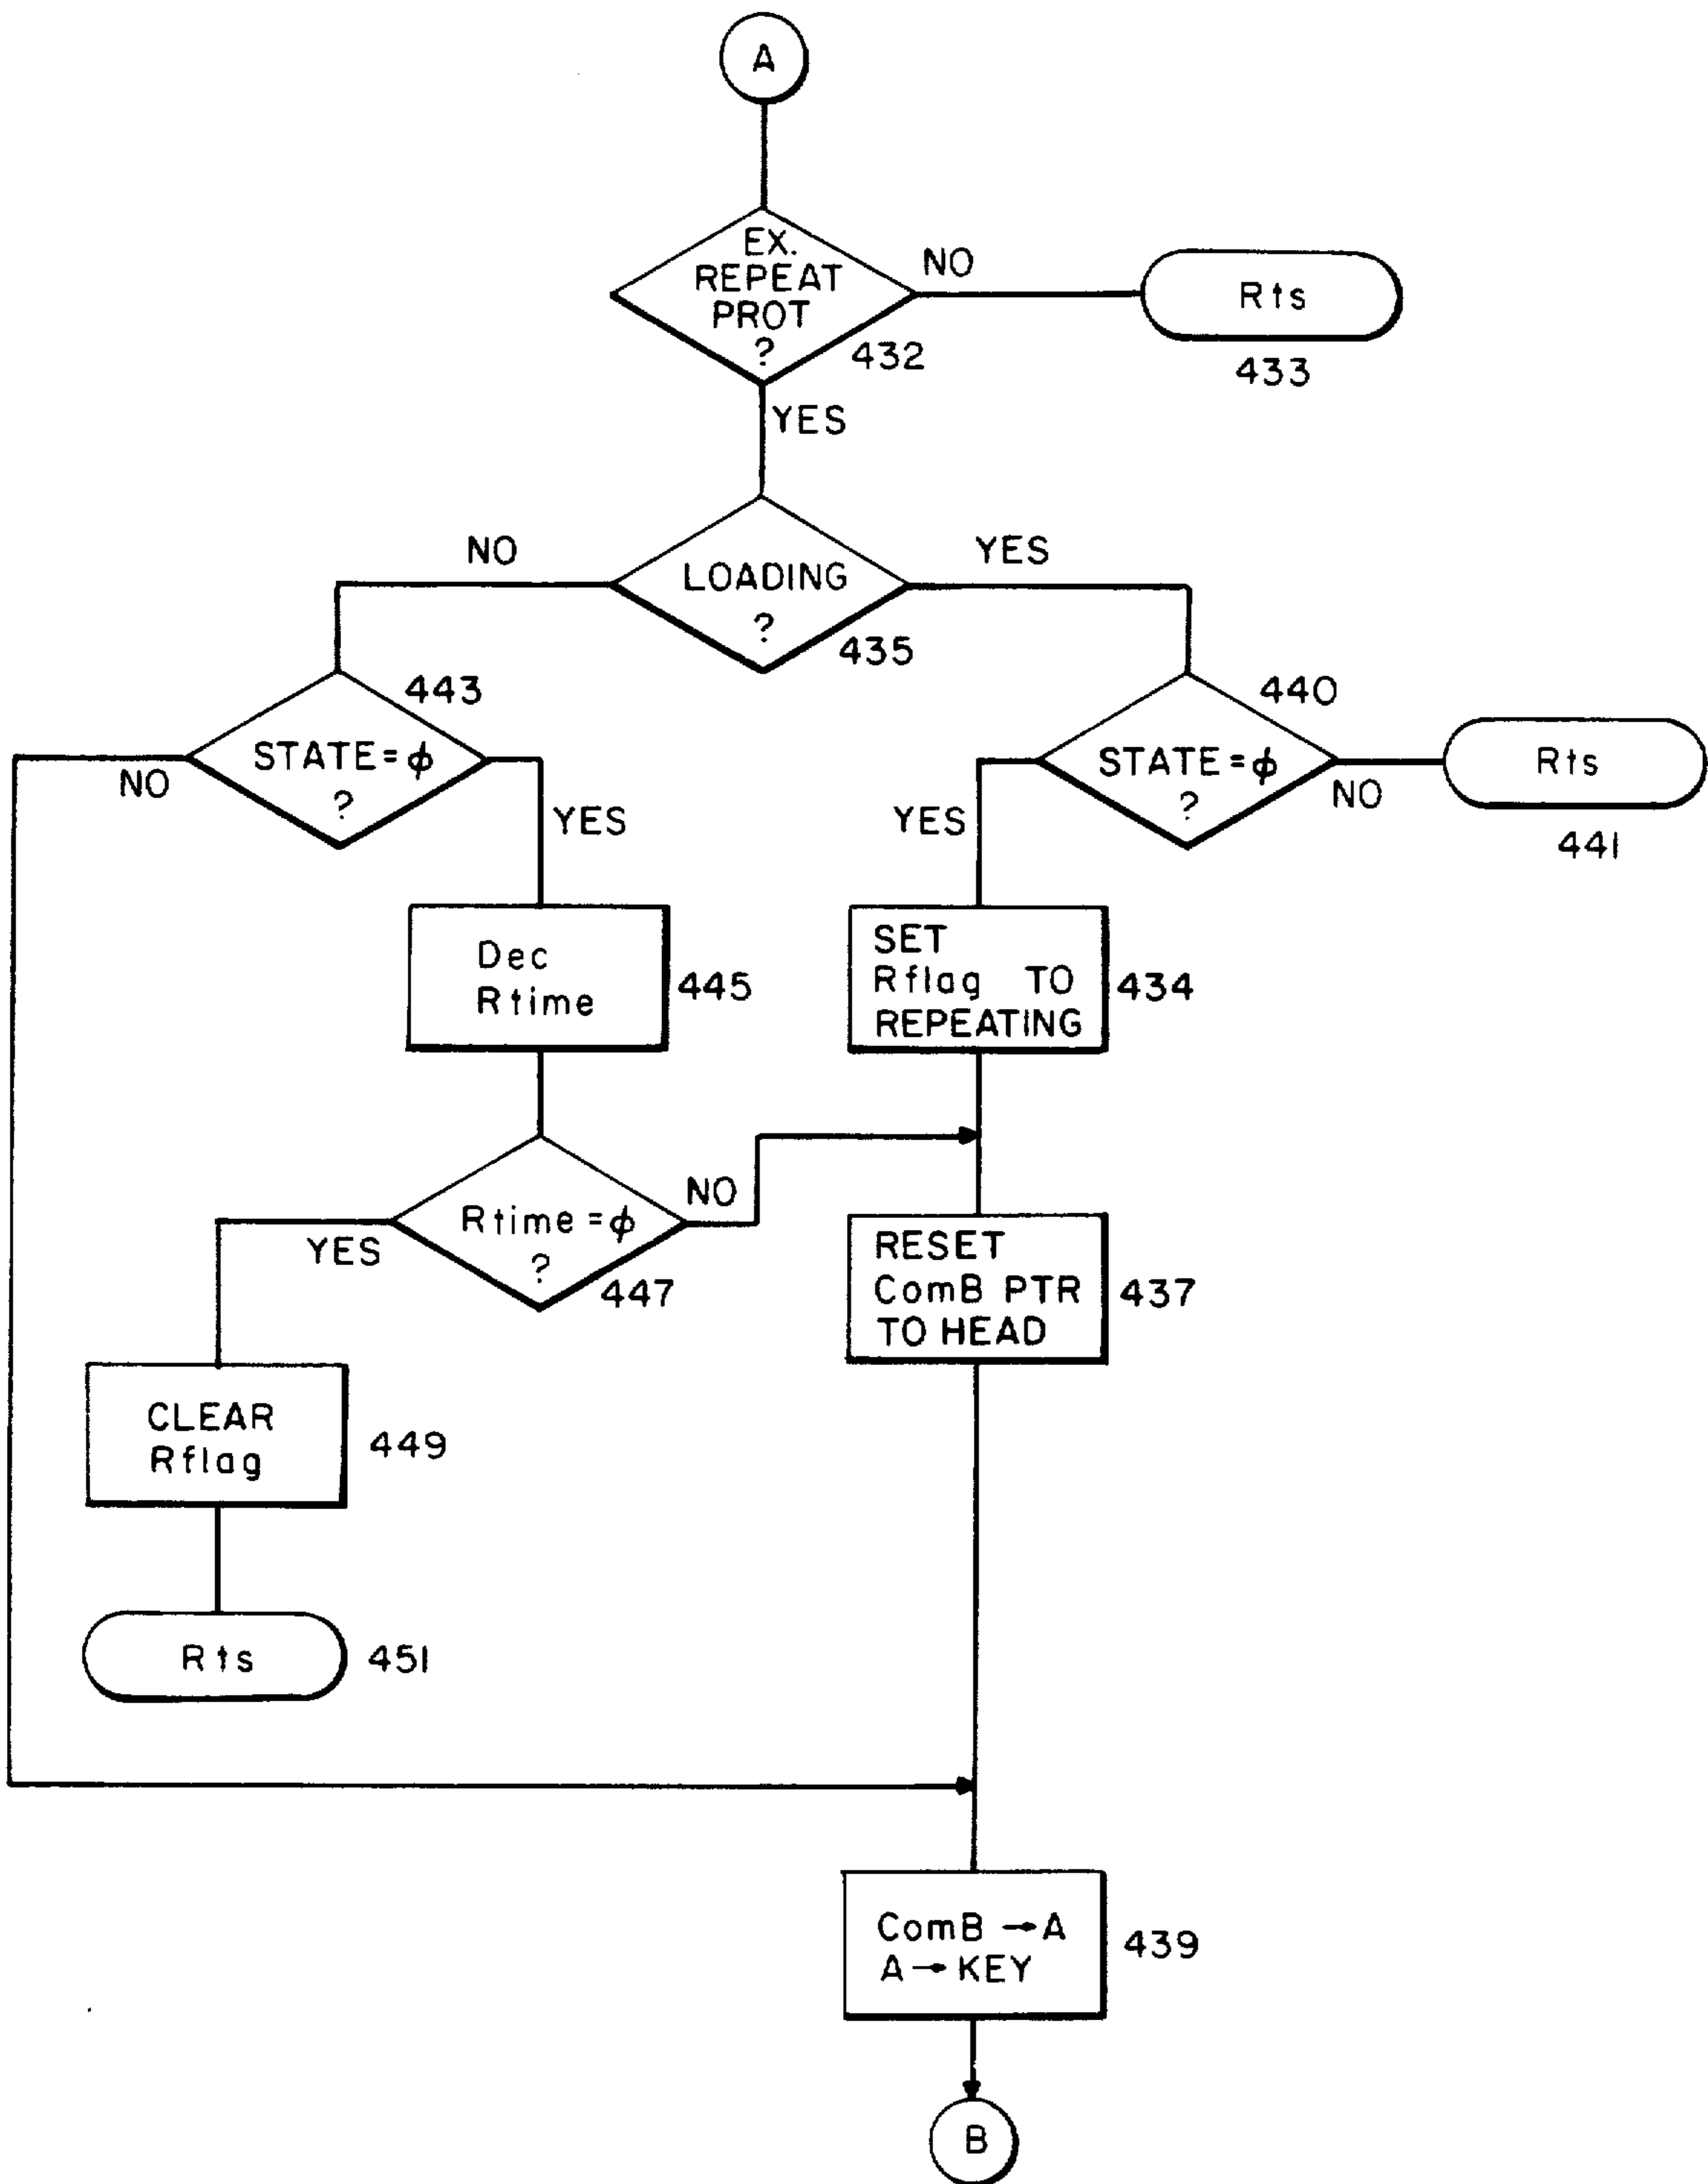 A
EX.
REPEAT
PROT
?
432
NO
Rts
433
YES
NO
LOADING
?
435
YES
443
STATE=ϕ
?
NO
YES
440
STATE=ϕ
?
YES
NO
Rts
441
Dec
Rtime
445
SET
Rflag TO
REPEATING
434
Rtime=ϕ
?
447
YES
NO
RESET
ComB PTR
TO HEAD
437
CLEAR
Rflag
449
Rts
451
ComB → A
A → KEY
439
B